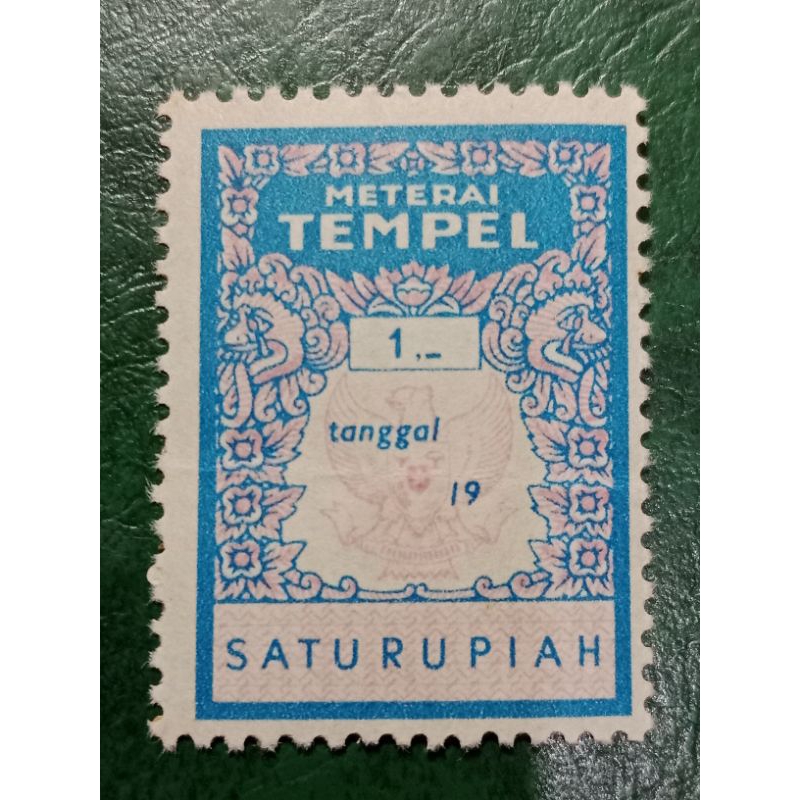 METERAI
TEMPEL
1,-
tanggal
19
SATU RUPIAH